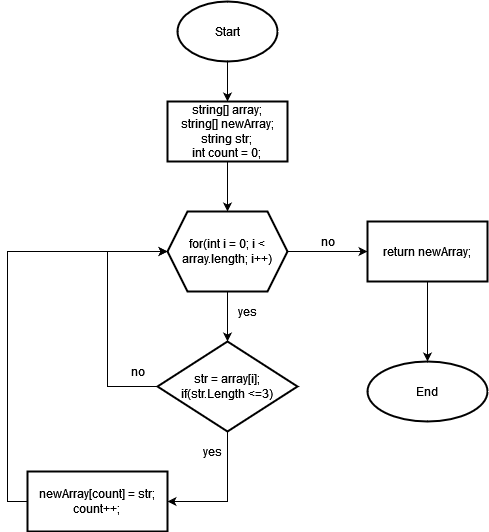 Start
string[] array;
string[] newArray;
string str;
int count = 0;
for(int i = 0; i <
array.length; i++)
no
return newArray;
yes
End
no
str = array[i];
if(str.Length <=3)
yes
newArray[count] = str;
count++;